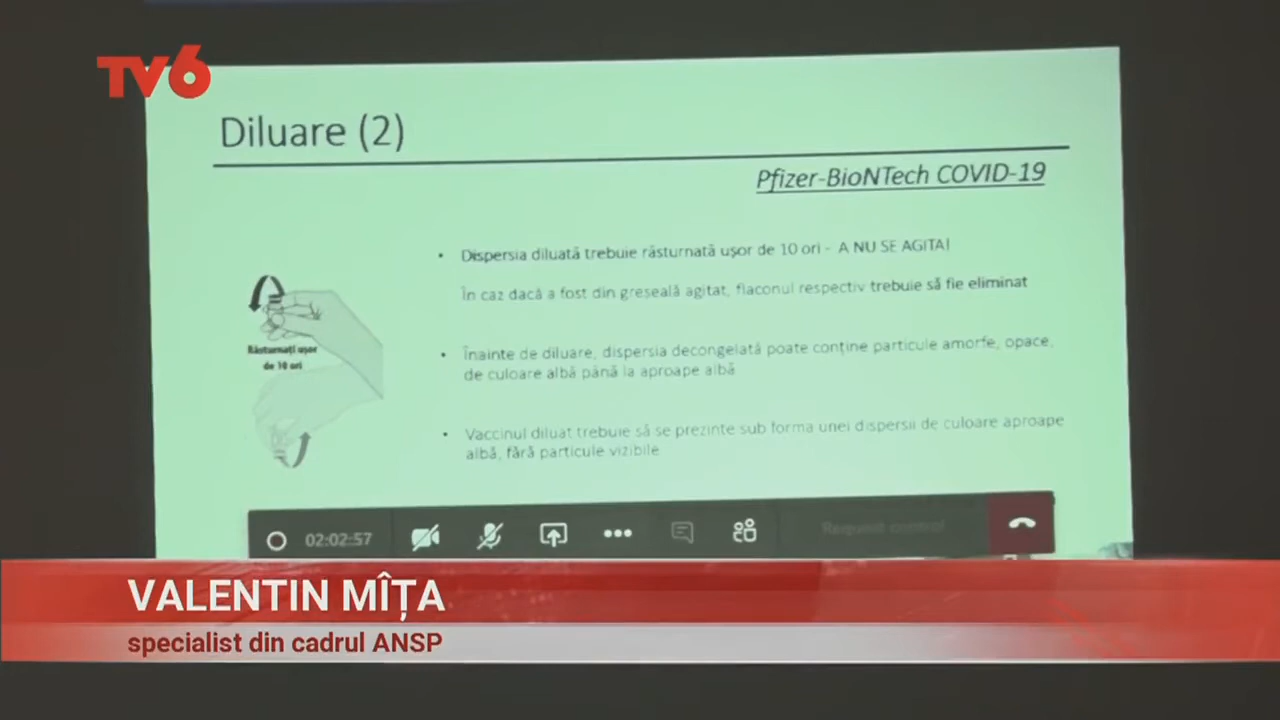 TV6
Diluare (2)
Pfizer-BioNTech COVID-19
• Dispersia diluată trebuie răsturnată ușor de 10 ori - A NU SE AGITA!
În caz dacă a fost din greșeală agitat, flaconul respectiv trebuie să fie eliminat
Răsturnați ușor
de 10 ori
• Înainte de diluare, dispersia decongelată poate conține particule amorfe, opace,
de culoare albă până la aproape albă
• Vaccinul diluat trebuie să se prezinte sub forma unei dispersii de culoare aproape
albă, fără particule vizibile
02:02:57
Request control
VALENTIN MÎȚA
specialist din cadrul ANSP